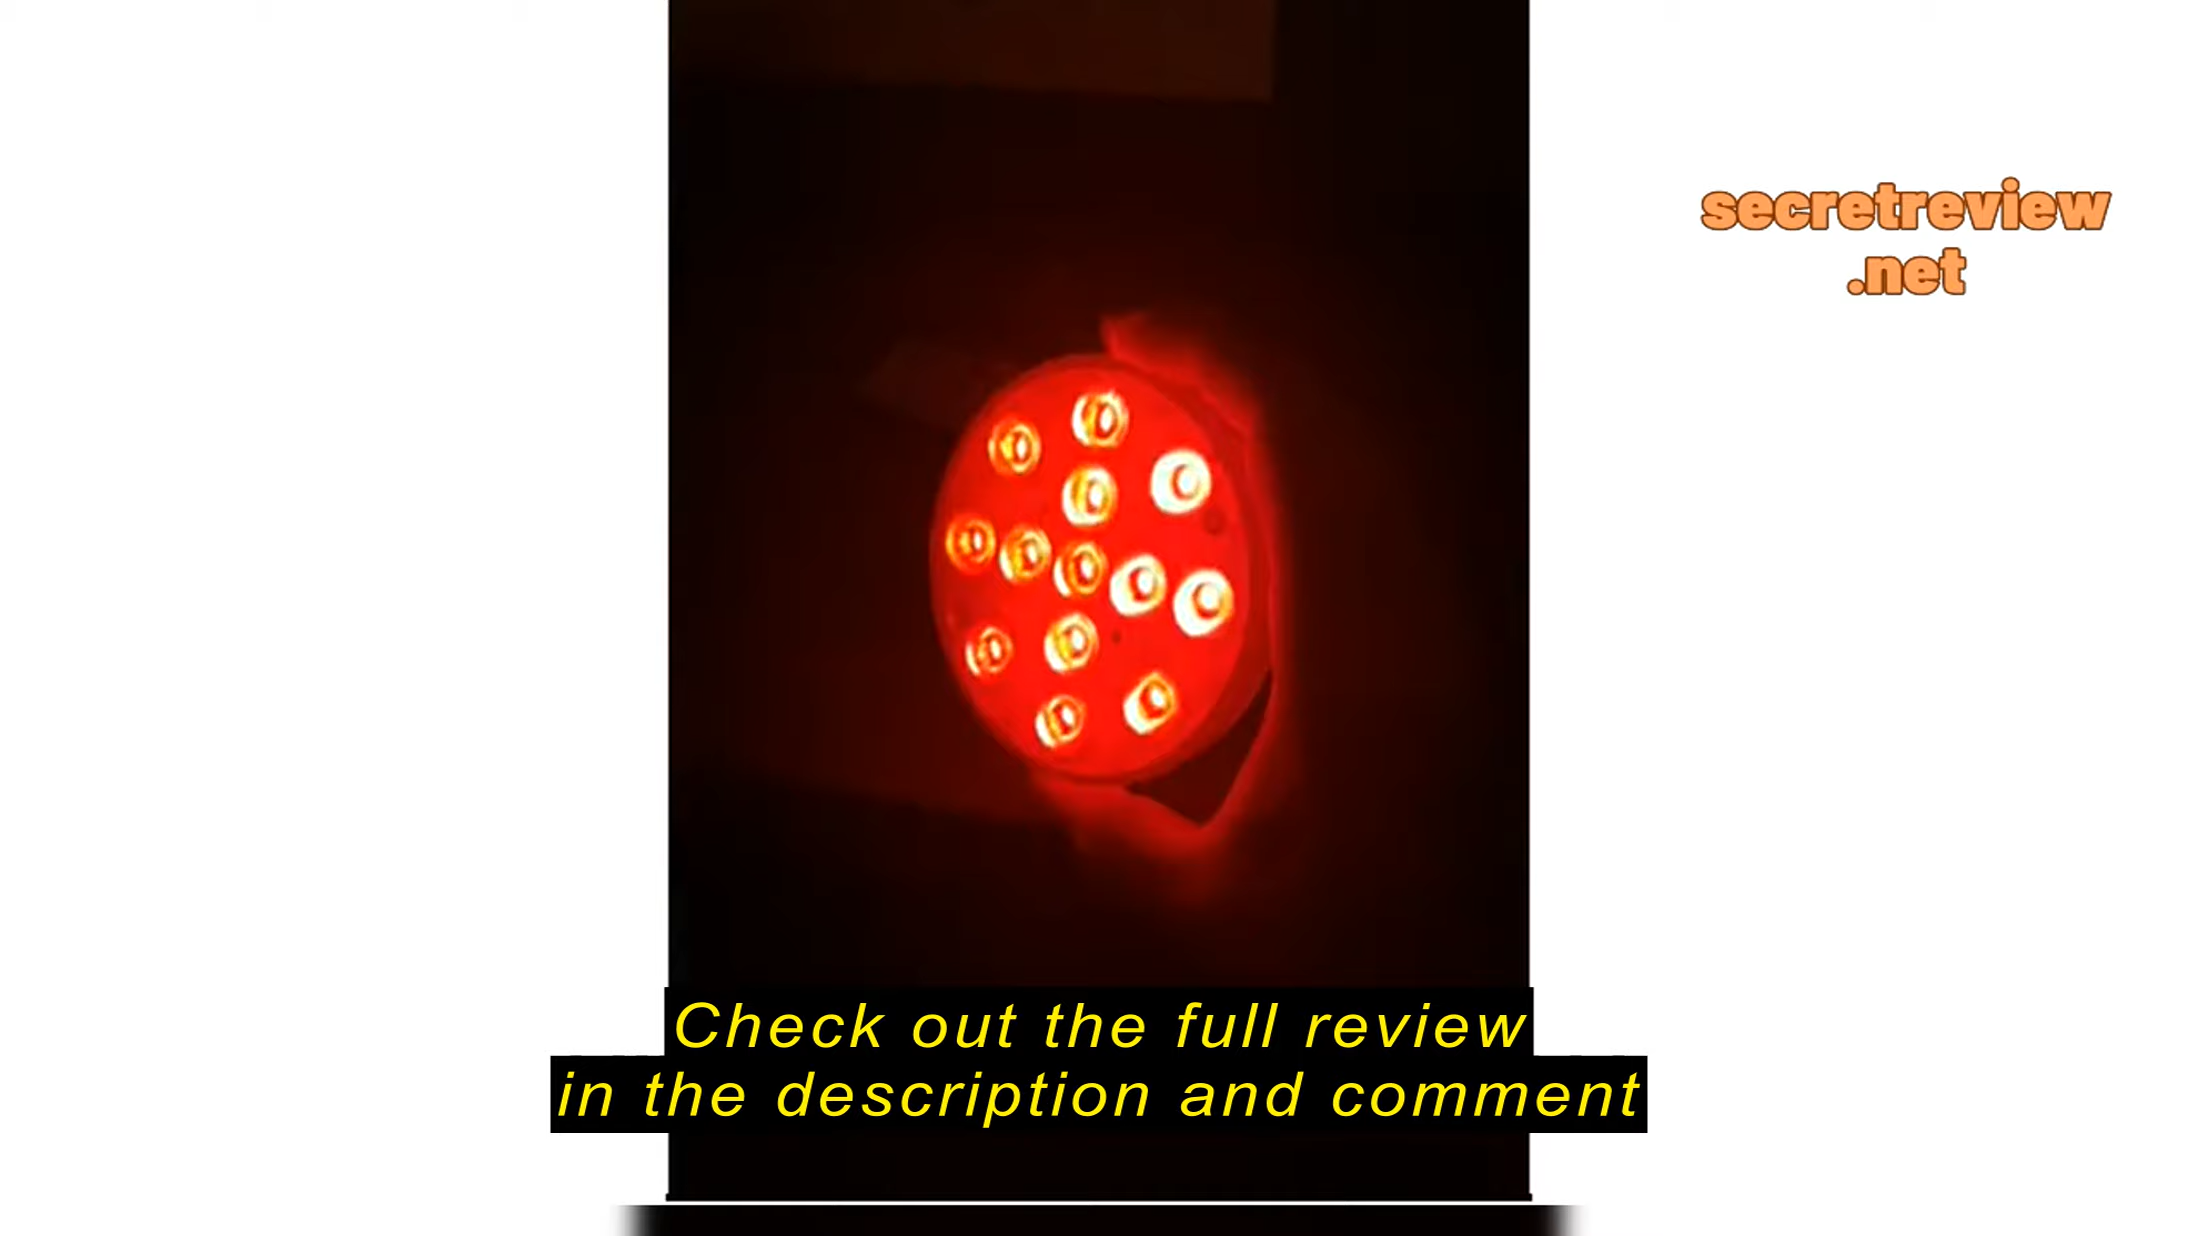 secretreview
.net
Check out the full review
in the description and comment